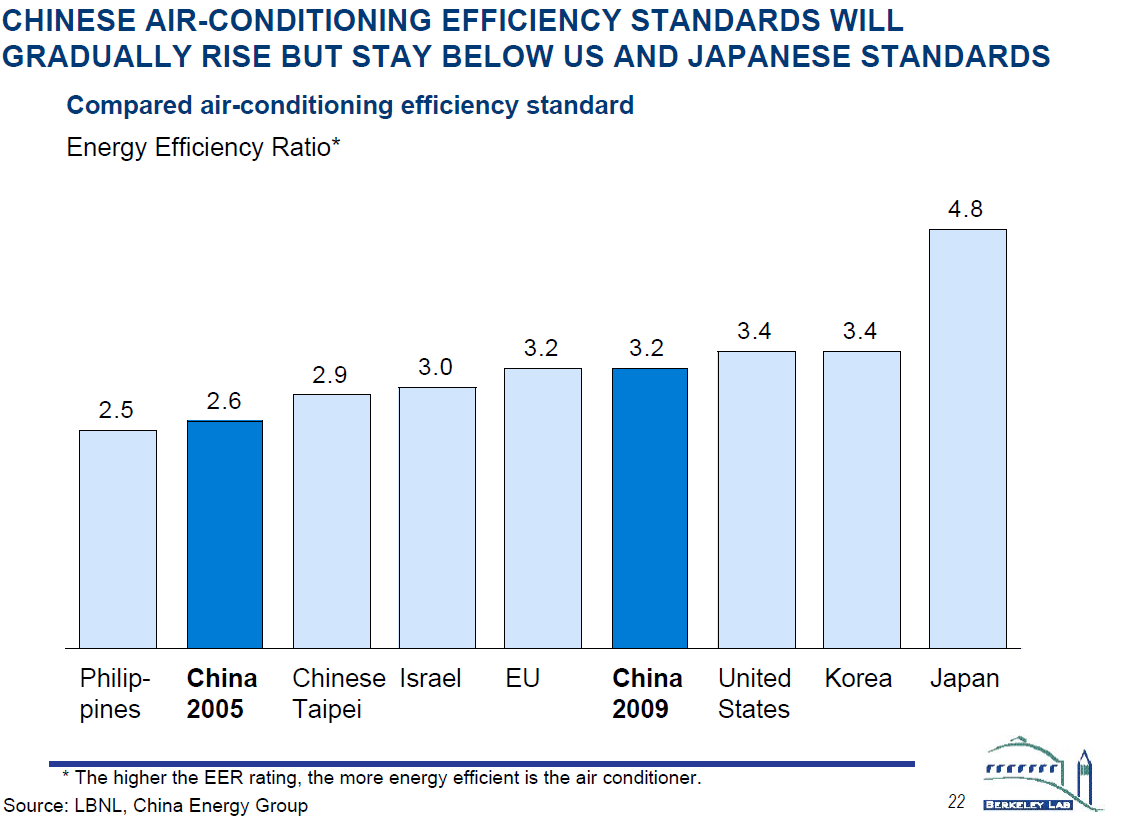 CHINESE AIR-CONDITIONING EFFICIENCY STANDARDS WILL
GRADUALLY RISE BUT STAY BELOW US AND JAPANESE STANDARDS
Compared air-conditioning efficiency standard
Energy Efficiency Ratio*
2.5
2.6
2.9
3.0
3.2
3.2
3.4
3.4
4.8
Philip-
pines
China
2005
Chinese
Taipei
Israel
EU
China
2009
United
States
Korea
Japan
* The higher the EER rating, the more energy efficient is the air conditioner.
Source: LBNL, China Energy Group
22
BERKELEY LAB